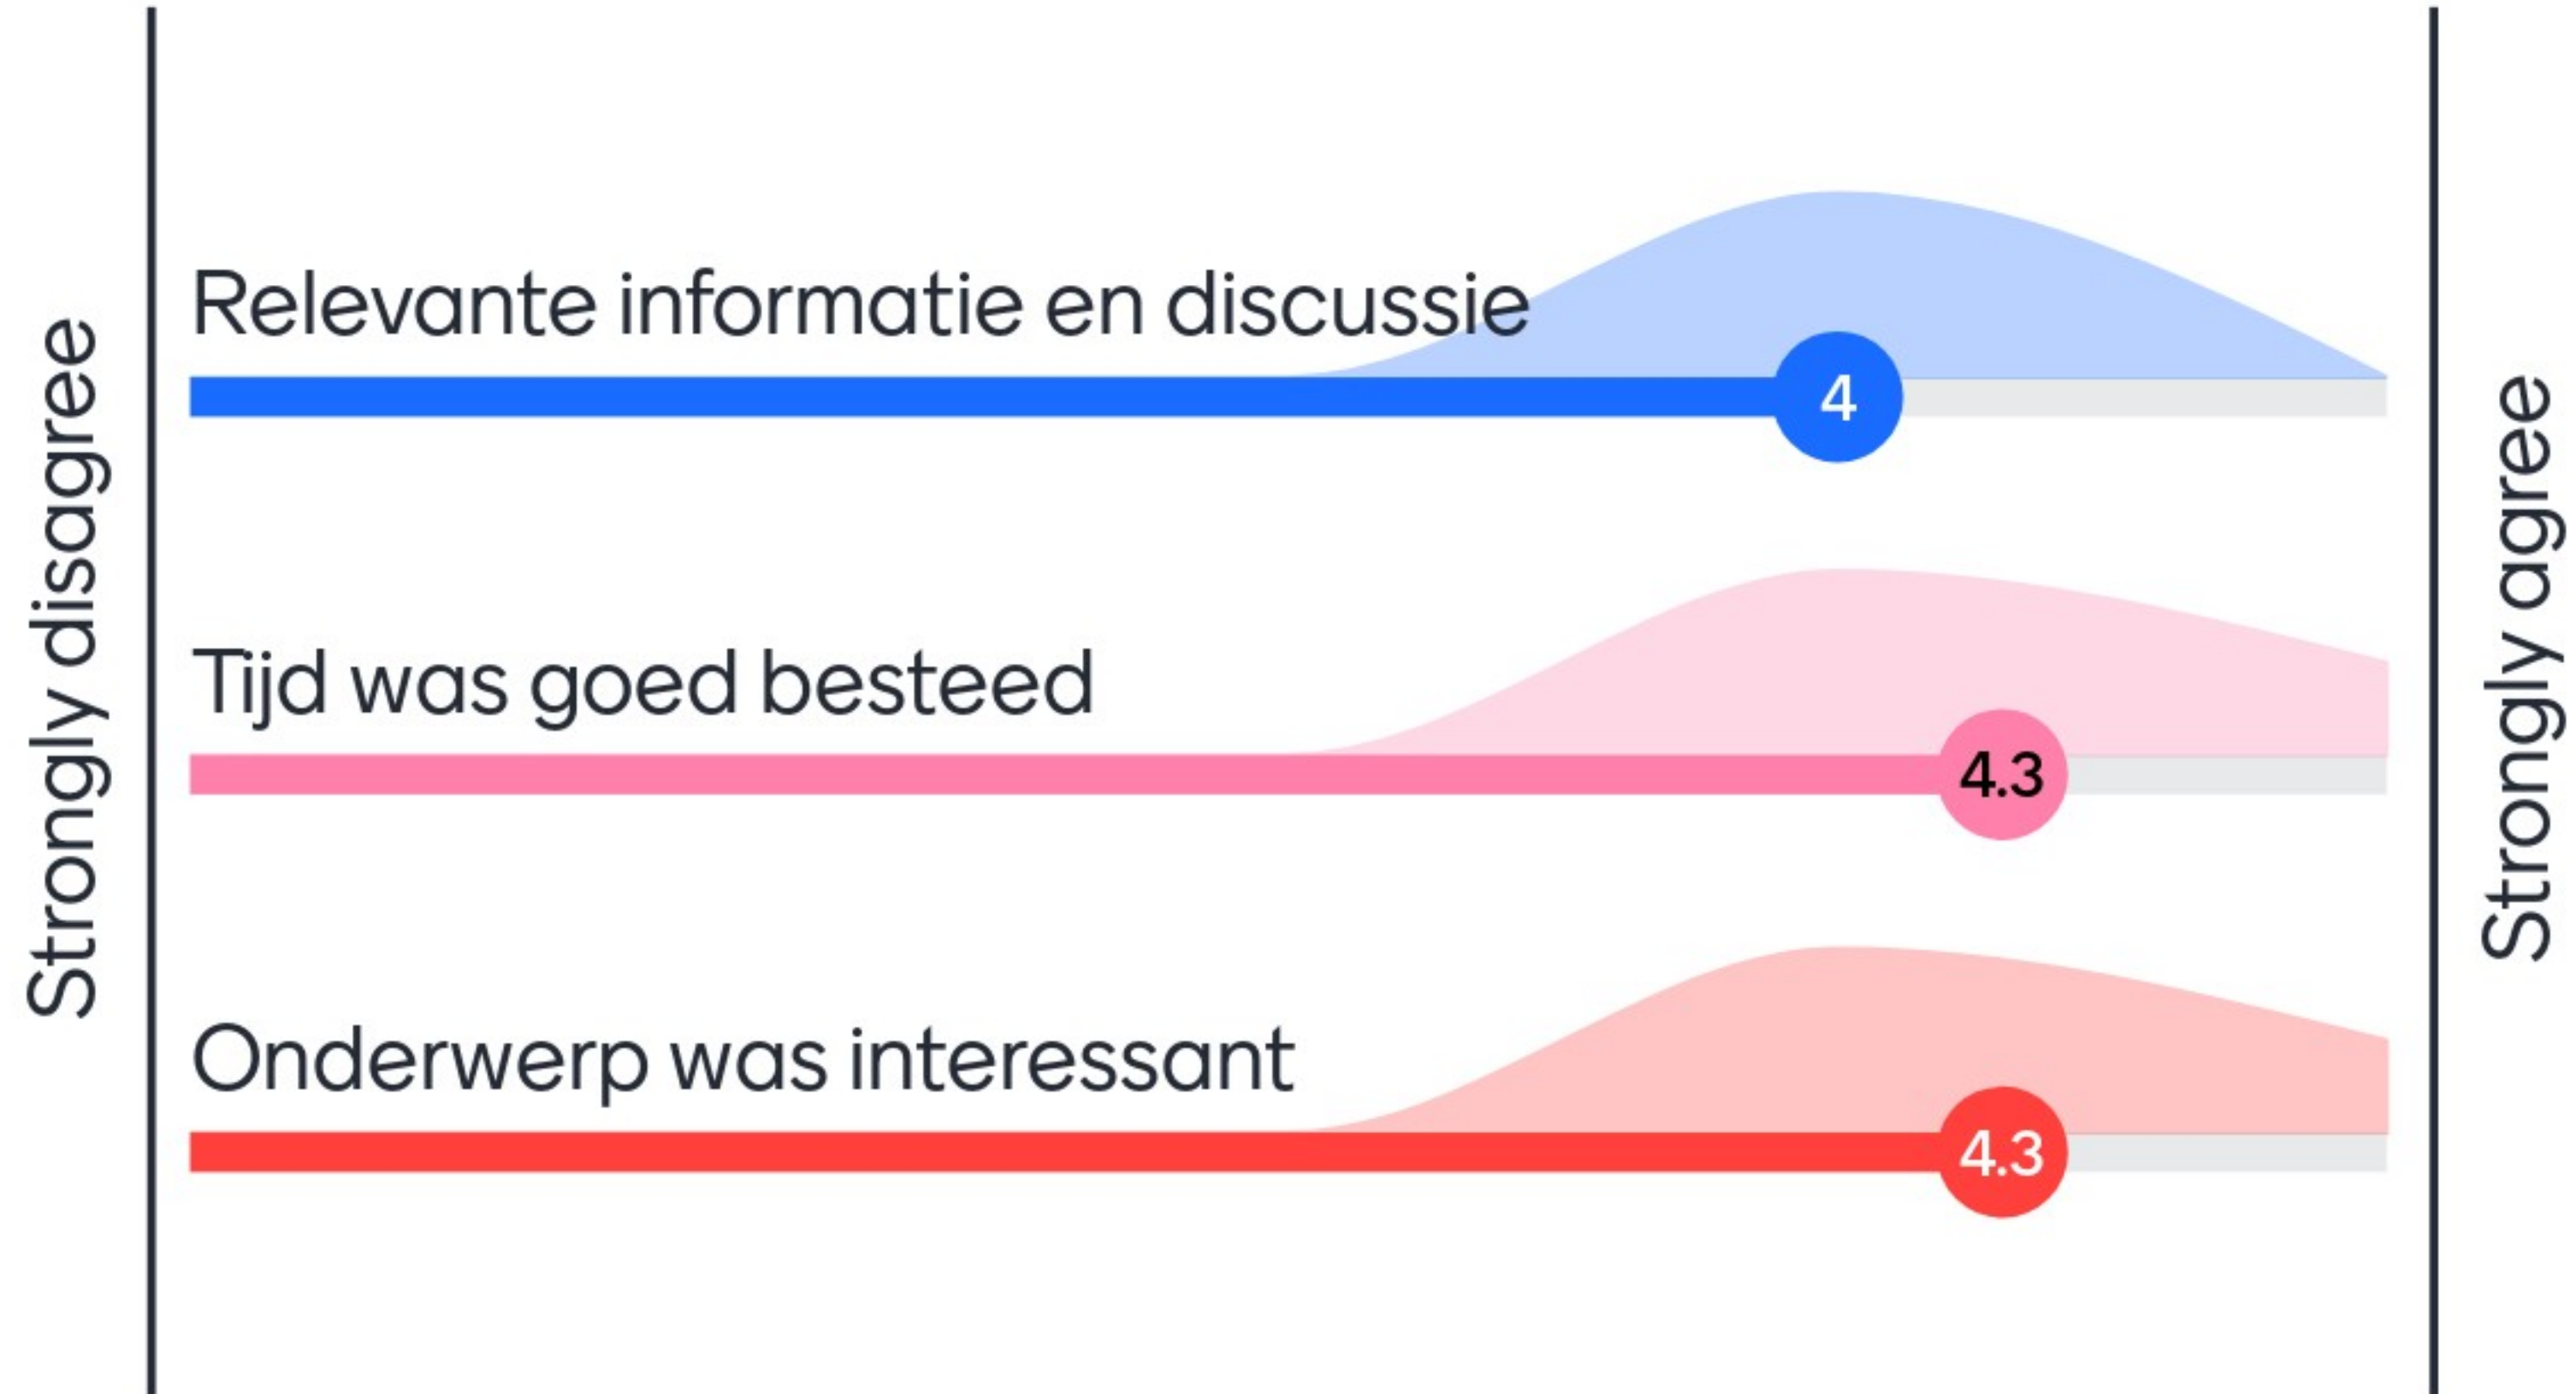 Strongly disagree
Relevante informatie en discussie
4
Tijd was goed besteed
4.3
Onderwerp was interessant
4.3
Strongly agree